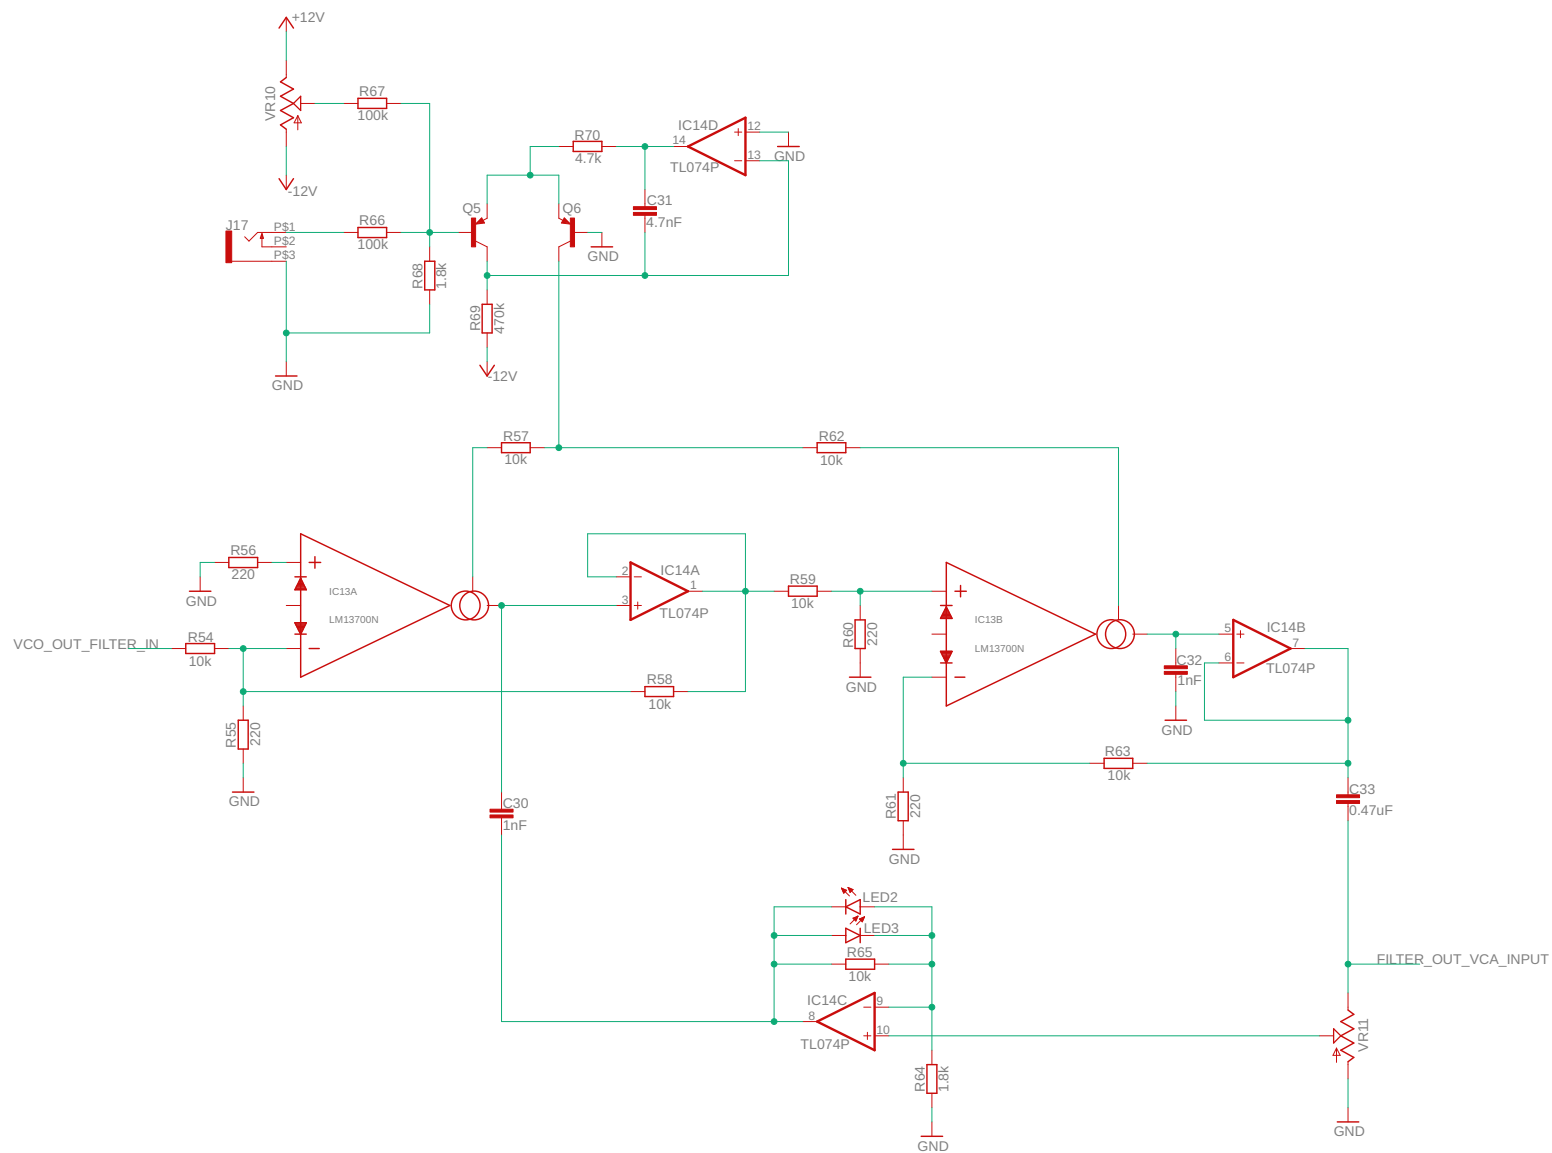 +12V
VR10
R67
100k
-12V
J17
P$1
P$2
P$3
R66
100k
R68
1.8k
GND
Q5
Q6
GND
R70
4.7k
C31
4.7nF
IC14D
TL074P
14
12
13
+
−
GND
R69
470k
-12V
R57
10k
R62
10k
R56
220
GND
VCO_OUT_FILTER_IN
R54
10k
R55
220
GND
+
−
IC13A
LM13700N
IC14A
TL074P
2
3
1
−
+
R58
10k
R59
10k
R60
220
GND
+
−
IC13B
LM13700N
C32
1nF
GND
IC14B
TL074P
5
6
7
+
−
R63
10k
R61
220
GND
C33
0.47uF
C30
1nF
LED2
LED3
R65
10k
IC14C
TL074P
8
9
10
−
+
R64
1.8k
GND
FILTER_OUT_VCA_INPUT
VR11
GND